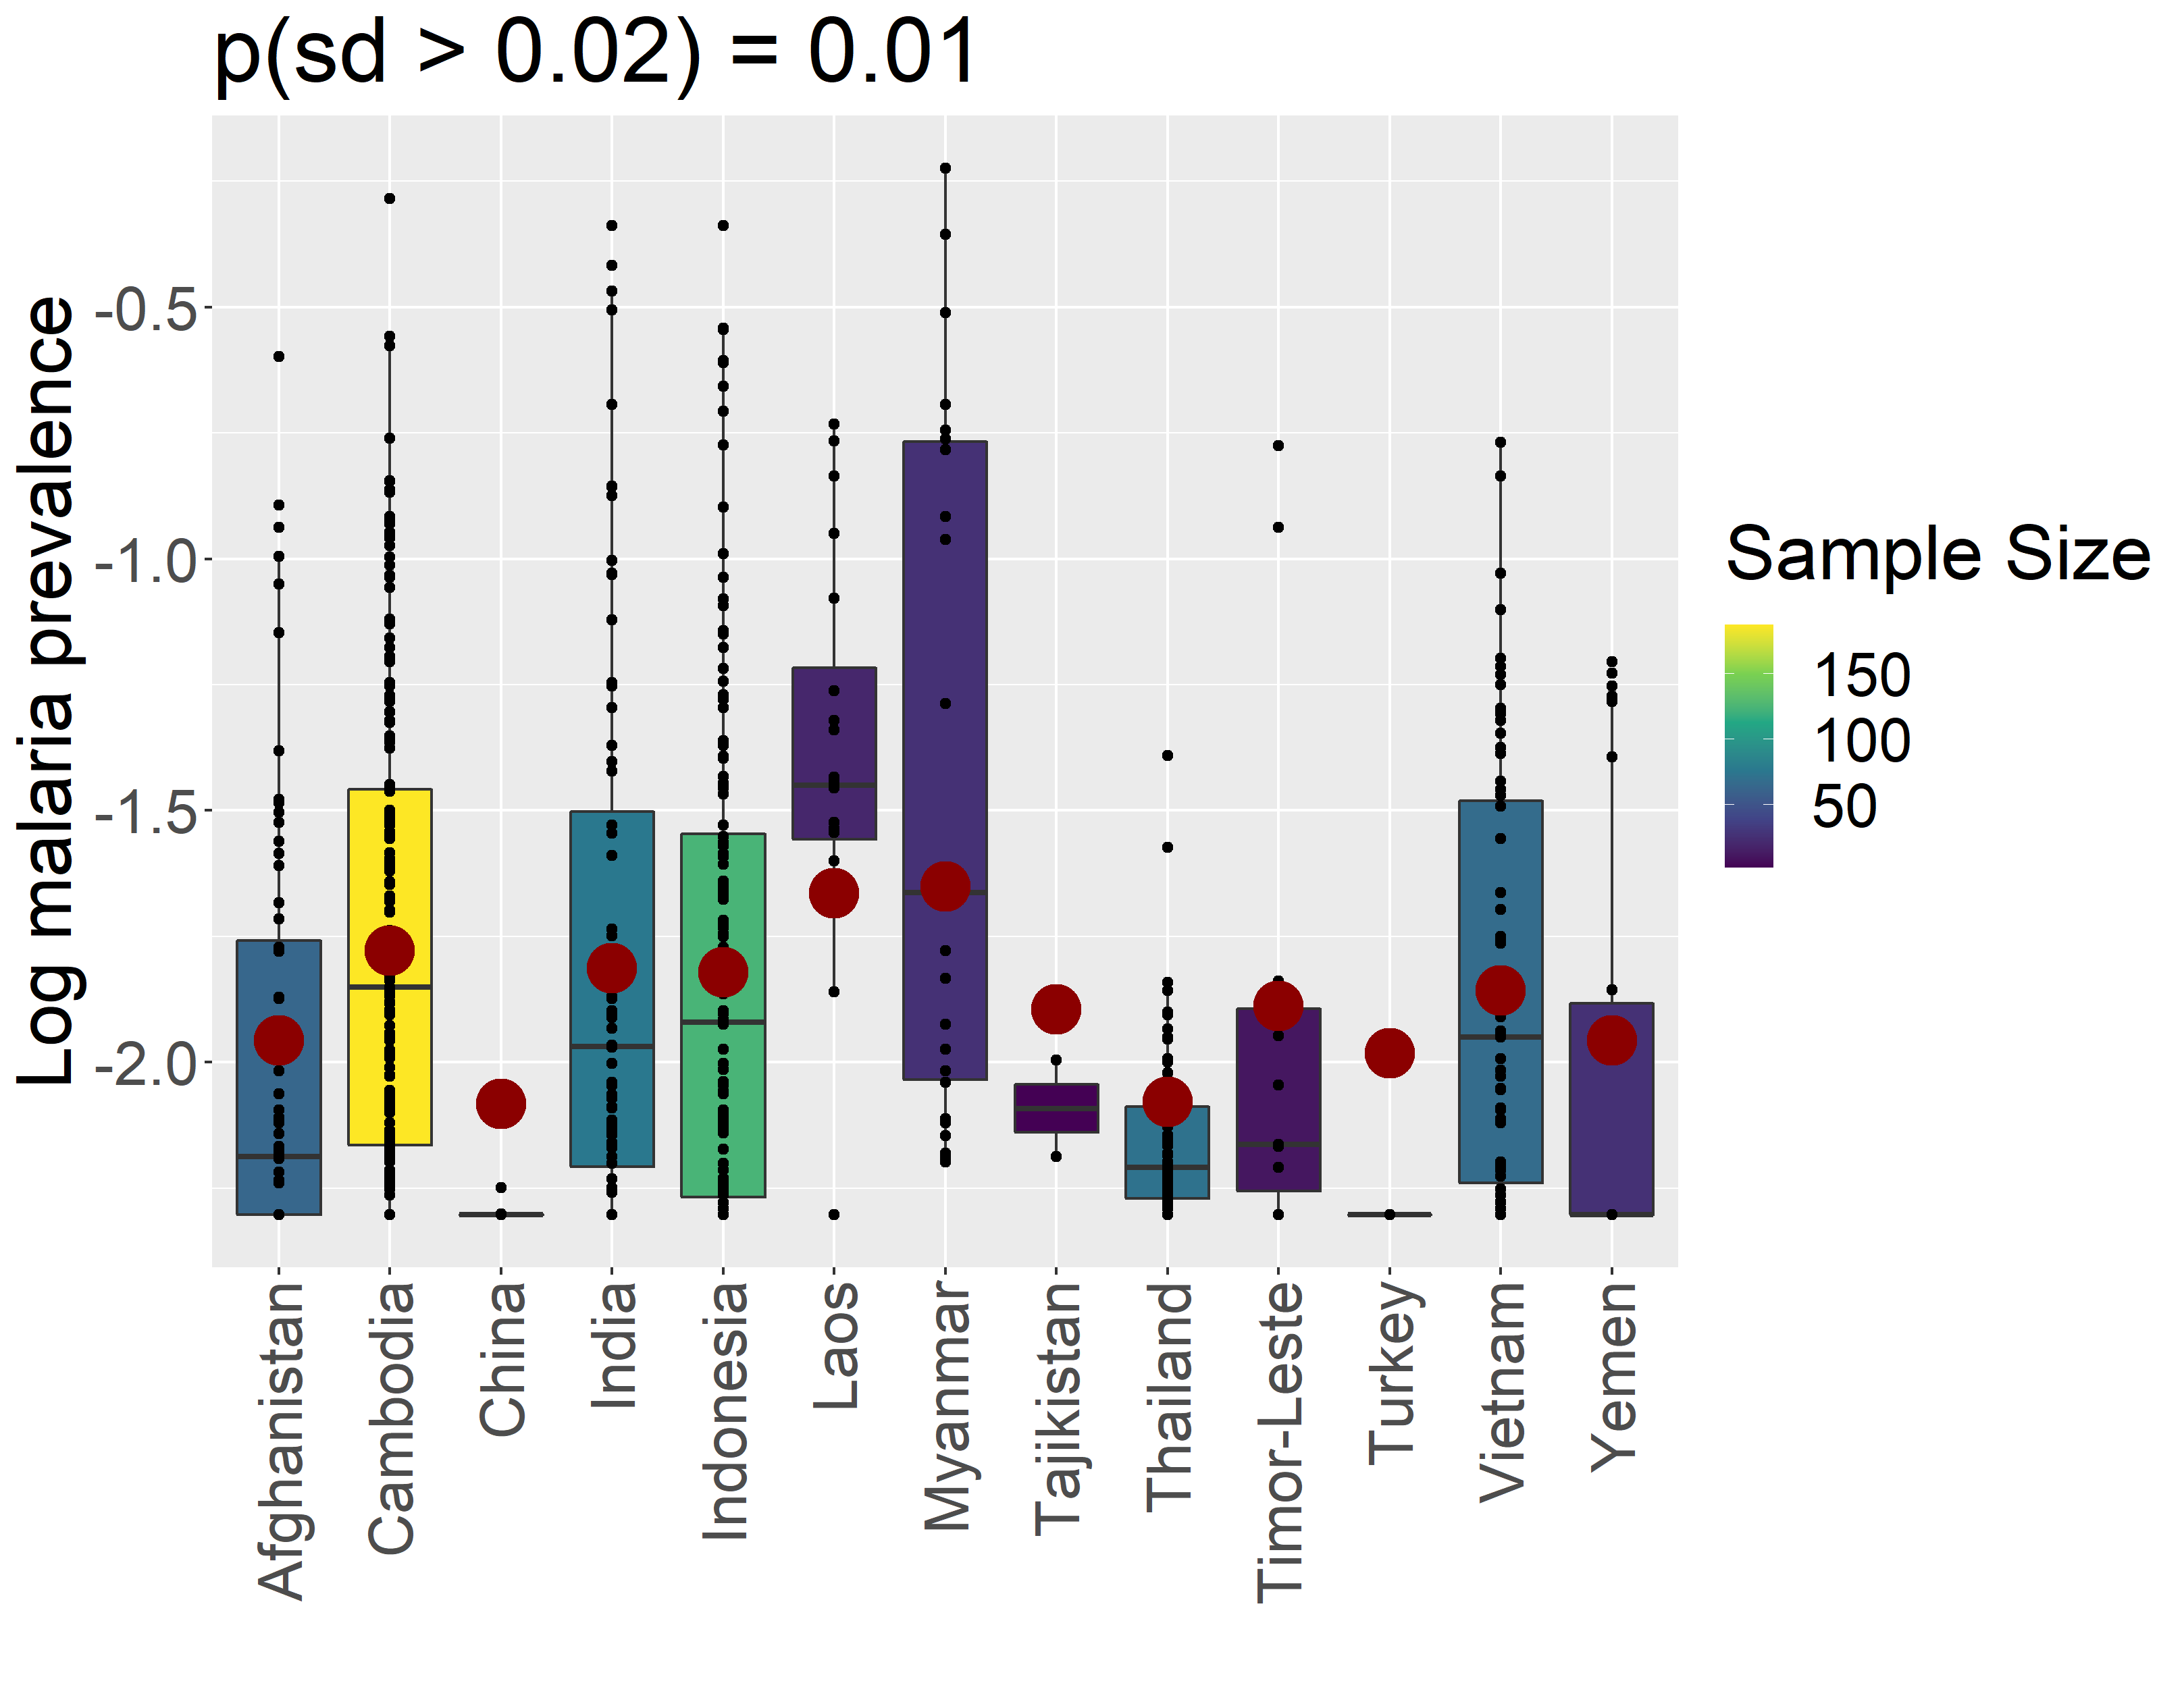 p(sd > 0.02) = 0.01
Log malaria prevalence
-0.5
-1.0
-1.5
-2.0
Afghanistan
Cambodia
China
India
Indonesia
Laos
Myanmar
Tajikistan
Thailand
Timor-Leste
Turkey
Vietnam
Yemen
Sample Size
150
100
50